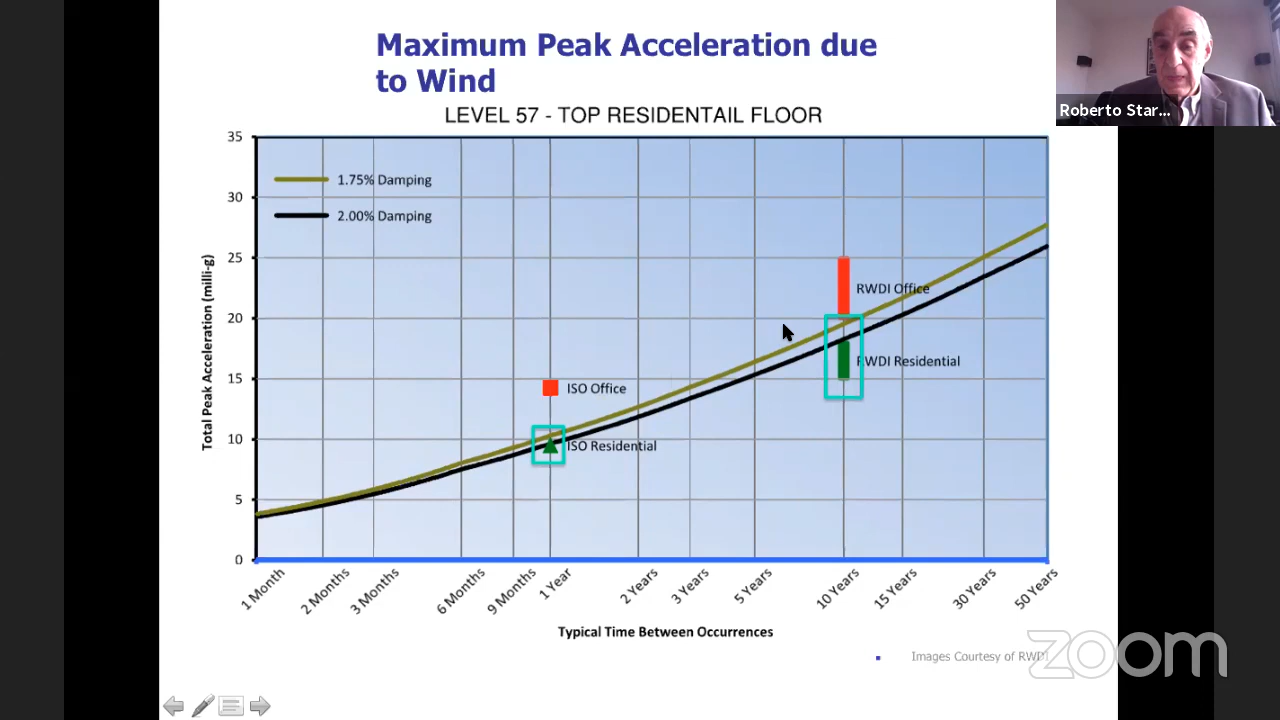 Maximum Peak Acceleration due
to Wind
Roberto Star...
LEVEL 57 - TOP RESIDENTAIL FLOOR
35
30
25
20
15
10
5
0
Total Peak Acceleration (milli-g)
1.75% Damping
2.00% Damping
RWDI Office
RWDI Residential
ISO Office
ISO Residential
1 Month
2 Months
3 Months
6 Months
9 Months
1 Year
2 Years
3 Years
5 Years
10 Years
15 Years
30 Years
50 Years
Typical Time Between Occurrences
Images Courtesy of RWDI
zoom